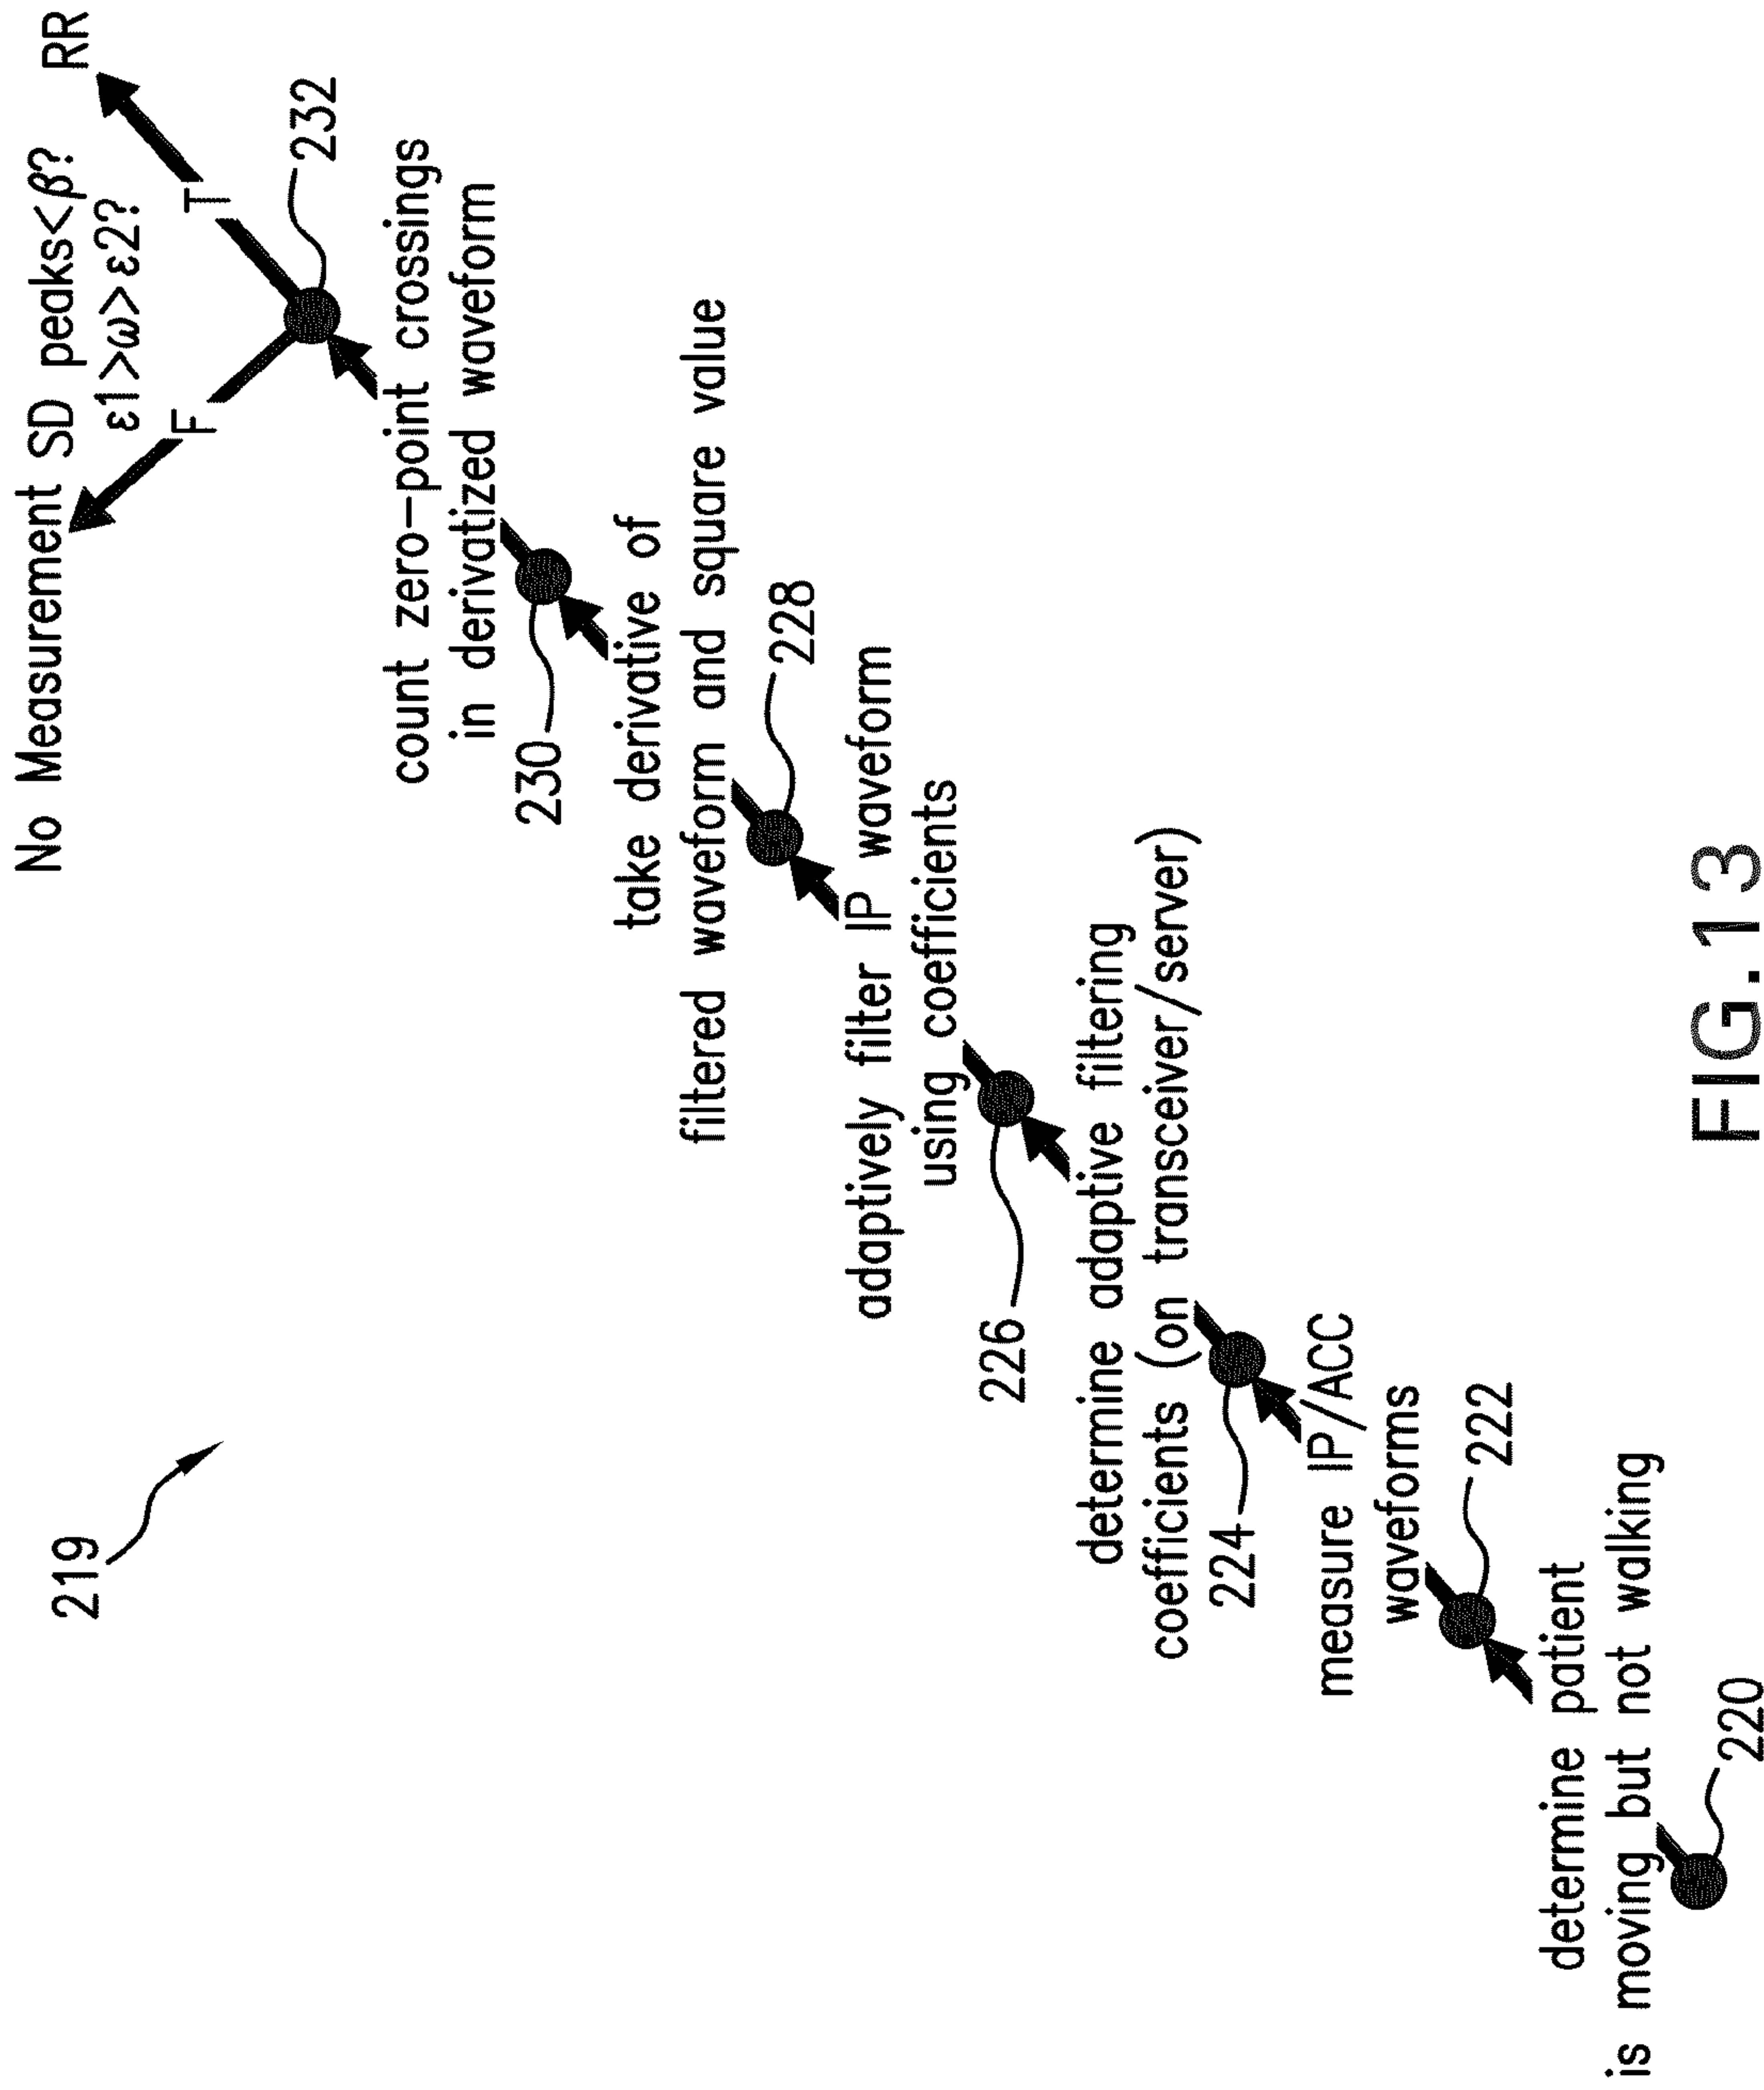 219
No Measurement SD peaks<β? RR
ε1>ω>ε2?
F T
232
count zero-point crossings
in derivatized waveform
230
take derivative of
filtered waveform and square value
228
adaptively filter IP waveform
using coefficients
226
determine adaptive filtering
coefficients (on transceiver/server)
224
measure IP/ACC
waveforms
222
determine patient
is moving but not walking
220
FIG.13